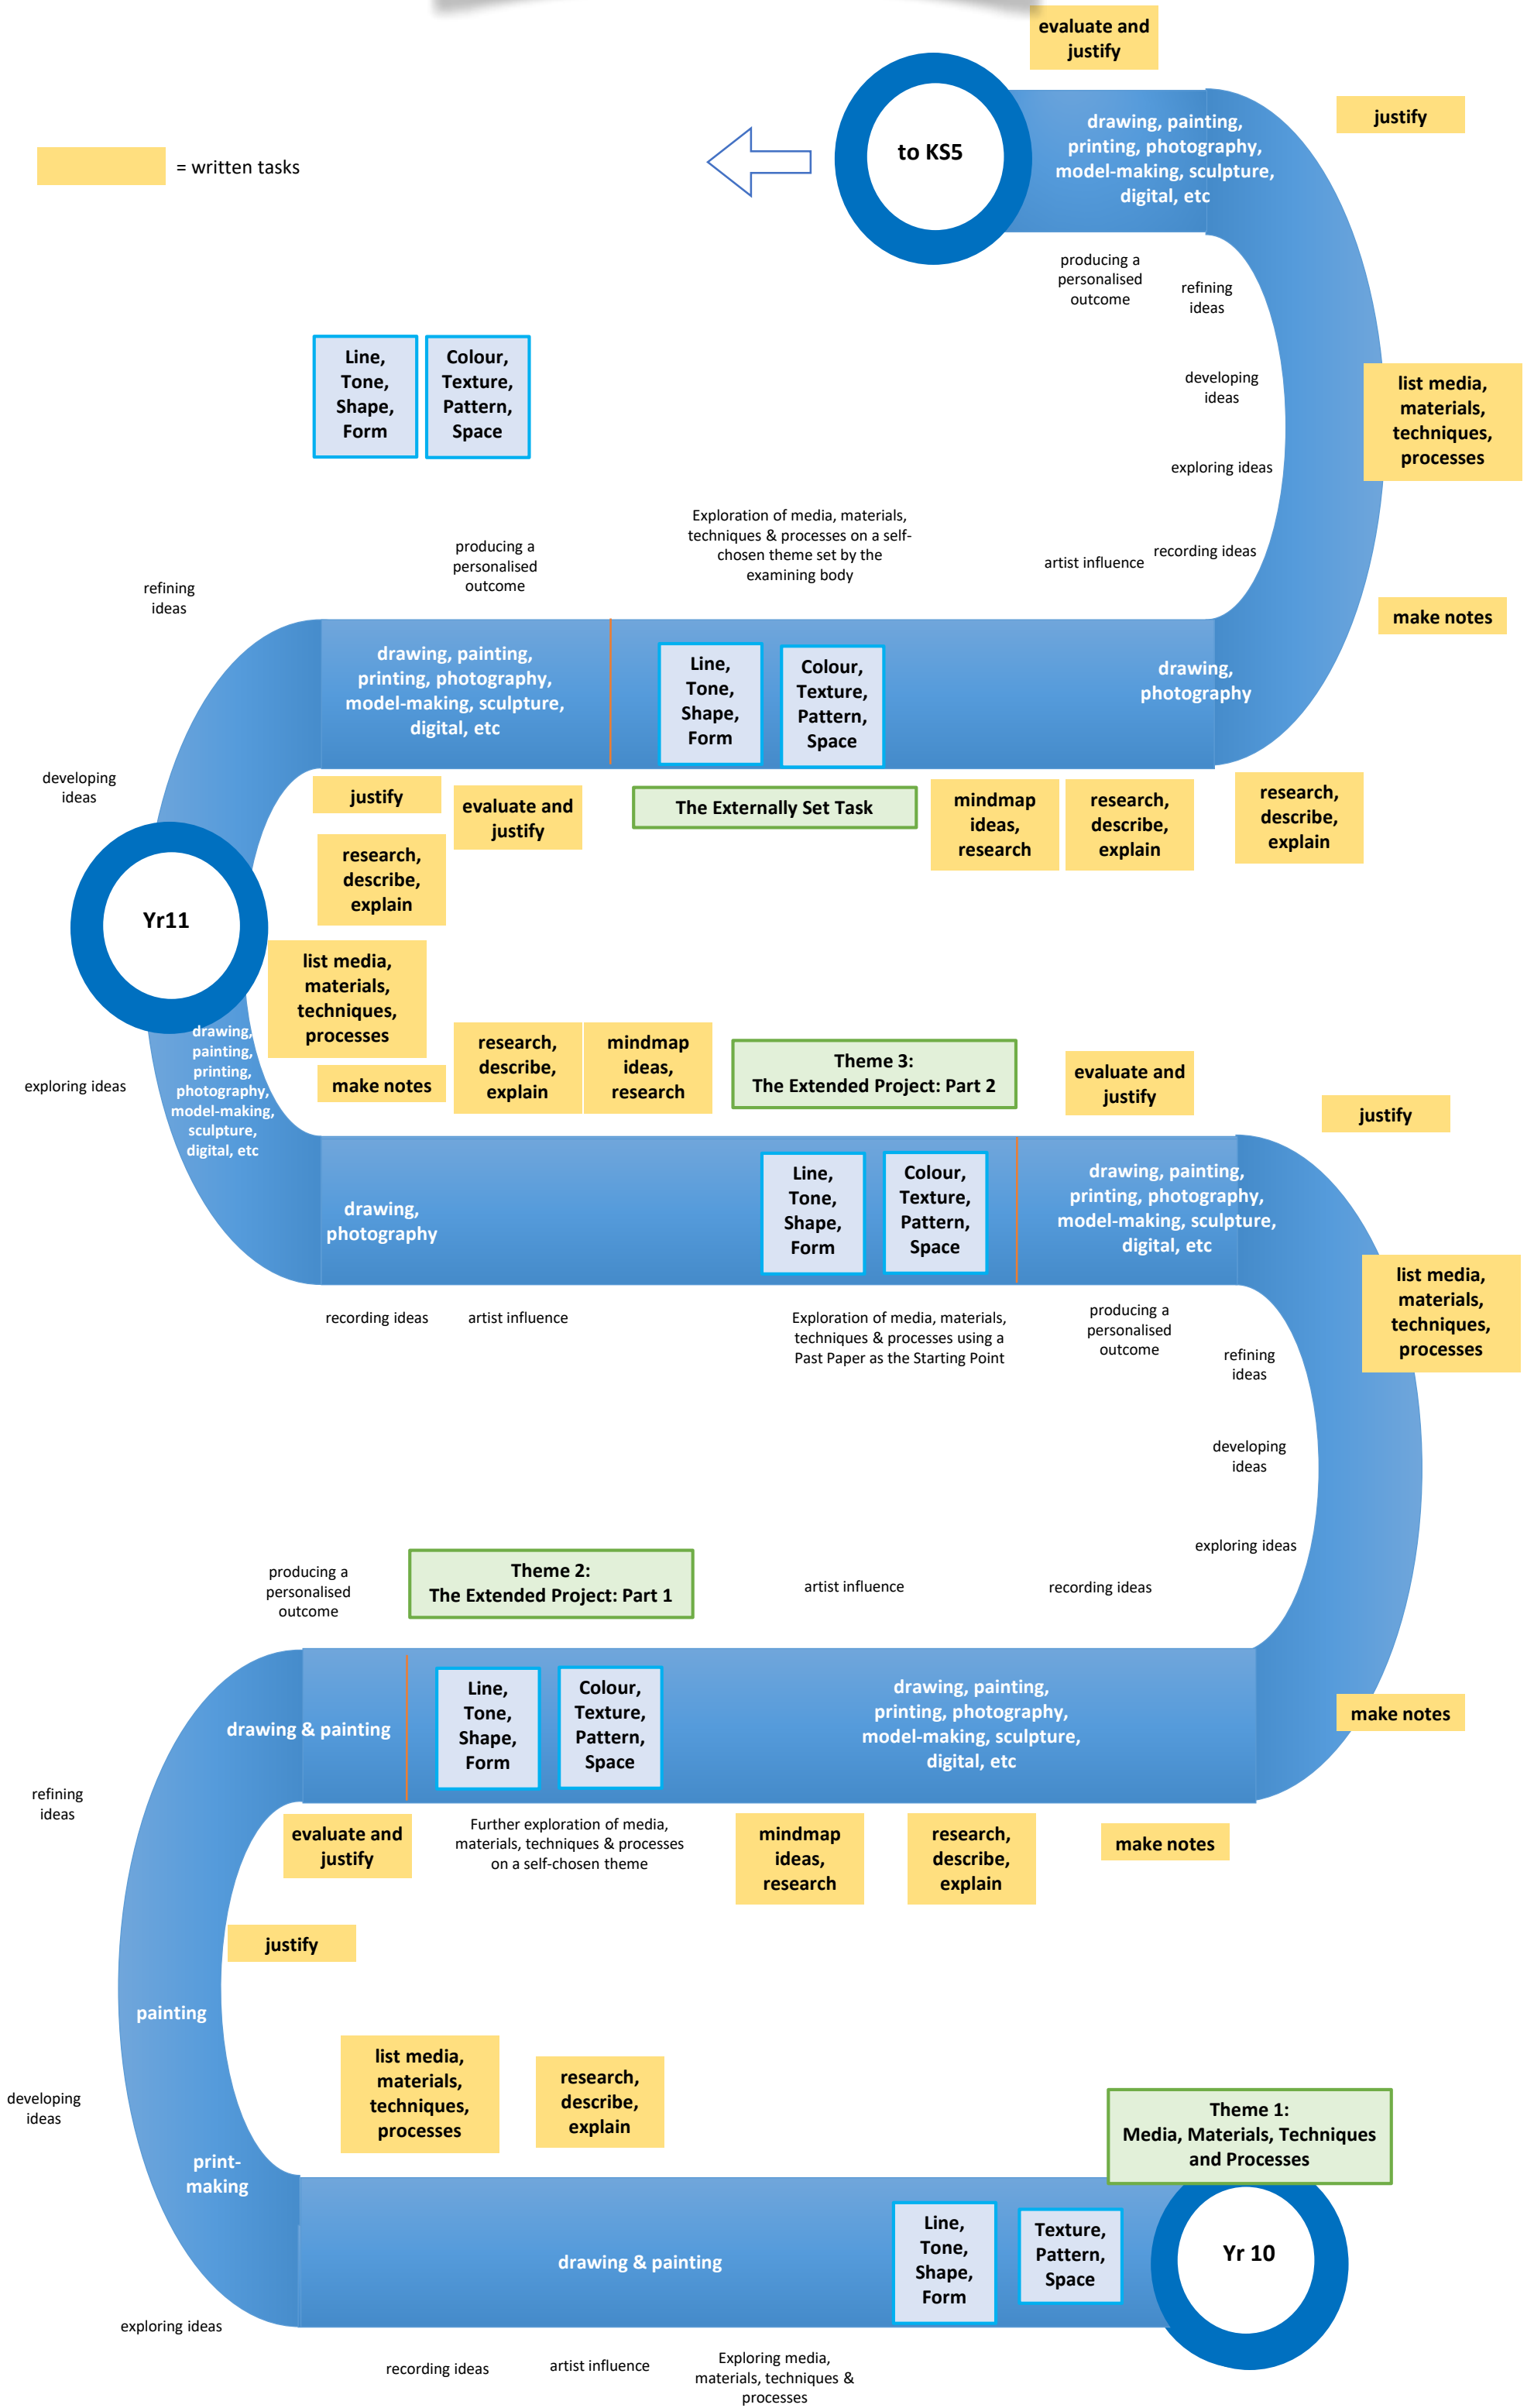 evaluate and
justify
justify
= written tasks
to KS5
drawing, painting,
printing, photography,
model-making, sculpture,
digital, etc
producing a
personalised
outcome
refining
ideas
Line,
Tone,
Shape,
Form
Colour,
Texture,
Pattern,
Space
developing
ideas
list media,
materials,
techniques,
processes
exploring ideas
Exploration of media, materials,
techniques & processes on a self-
chosen theme set by the
examining body
producing a
personalised
outcome
artist influence
recording ideas
refining
ideas
make notes
drawing, painting,
printing, photography,
model-making, sculpture,
digital, etc
Line,
Tone,
Shape,
Form
Colour,
Texture,
Pattern,
Space
drawing,
photography
developing
ideas
justify
evaluate and
justify
The Externally Set Task
mindmap
ideas,
research
research,
describe,
explain
research,
describe,
explain
research,
describe,
explain
Yr11
list media,
materials,
techniques,
processes
drawing,
painting,
printing,
photography,
model-making,
sculpture,
digital, etc
exploring ideas
make notes
research,
describe,
explain
mindmap
ideas,
research
Theme 3:
The Extended Project: Part 2
evaluate and
justify
justify
drawing,
photography
Line,
Tone,
Shape,
Form
Colour,
Texture,
Pattern,
Space
drawing, painting,
printing, photography,
model-making, sculpture,
digital, etc
list media,
materials,
techniques,
processes
recording ideas
artist influence
Exploration of media, materials,
techniques & processes using a
Past Paper as the Starting Point
producing a
personalised
outcome
refining
ideas
developing
ideas
exploring ideas
producing a
personalised
outcome
Theme 2:
The Extended Project: Part 1
artist influence
recording ideas
drawing & painting
Line,
Tone,
Shape,
Form
Colour,
Texture,
Pattern,
Space
drawing, painting,
printing, photography,
model-making, sculpture,
digital, etc
make notes
refining
ideas
evaluate and
justify
Further exploration of media,
materials, techniques & processes
on a self-chosen theme
mindmap
ideas,
research
research,
describe,
explain
make notes
justify
painting
developing
ideas
list media,
materials,
techniques,
processes
research,
describe,
explain
Theme 1:
Media, Materials, Techniques
and Processes
print-
making
drawing & painting
Line,
Tone,
Shape,
Form
Texture,
Pattern,
Space
Yr 10
exploring ideas
recording ideas
artist influence
Exploring media,
materials, techniques &
processes